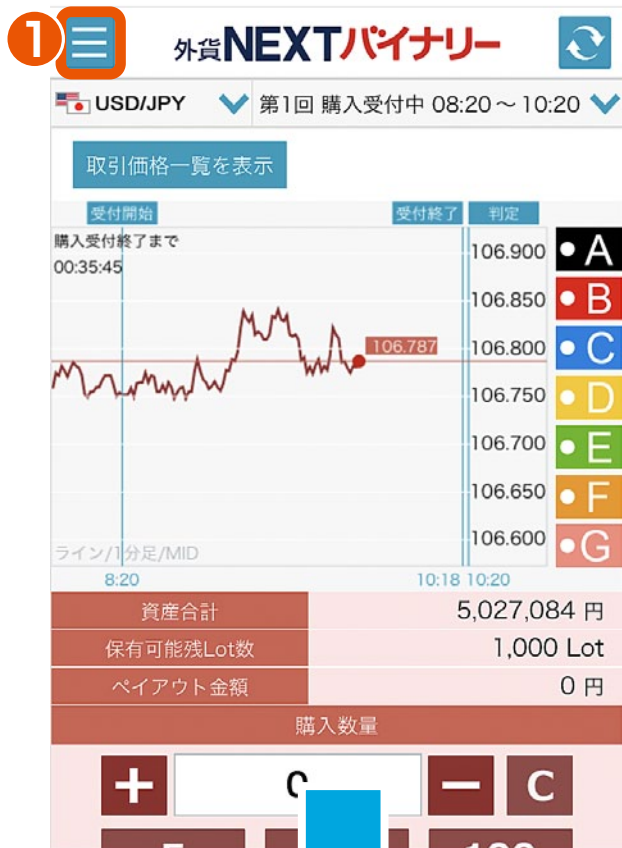 1
外貨NEXTバイナリー
USD/JPY 第1回 購入受付中 08:20～10:20
取引価格一覧を表示
受付開始 受付終了 判定
購入受付終了まで
00:35:45
106.900 A
106.850 B
106.787
106.800 C
106.750 D
106.700 E
106.650 F
106.600 G
ライン/1分足/MID
8:20 10:18 10:20
資産合計 5,027,084 円
保有可能残Lot数 1,000 Lot
ペイアウト金額 0 円
購入数量
+ − C